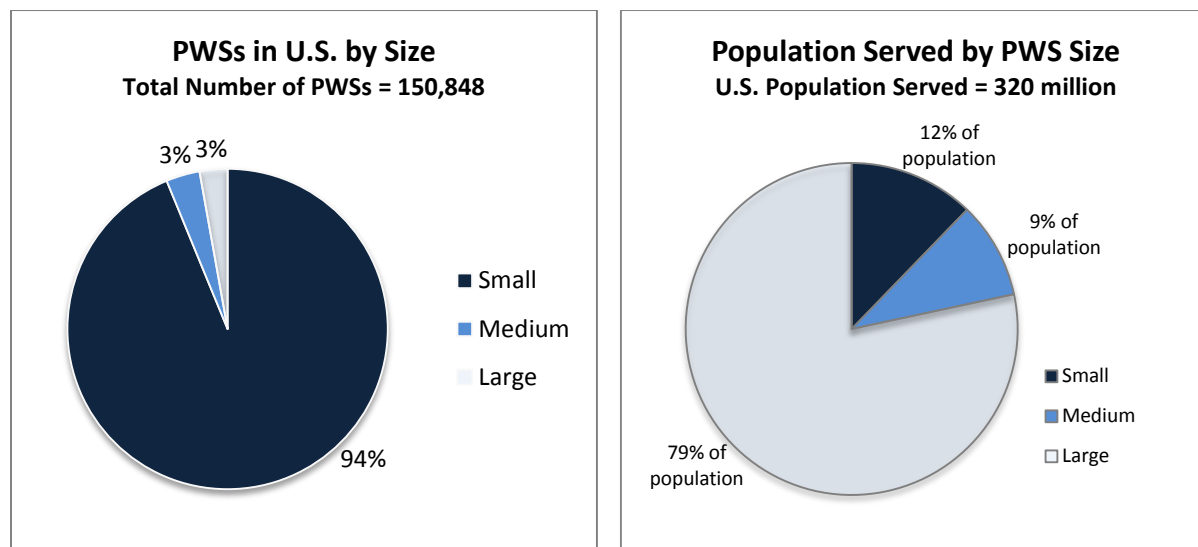 PWSs in U.S. by Size
Total Number of PWSs = 150,848
3%
3%
94%
Small
Medium
Large
Population Served by PWS Size
U.S. Population Served = 320 million
12% of
population
9% of
population
79% of
population
Small
Medium
Large